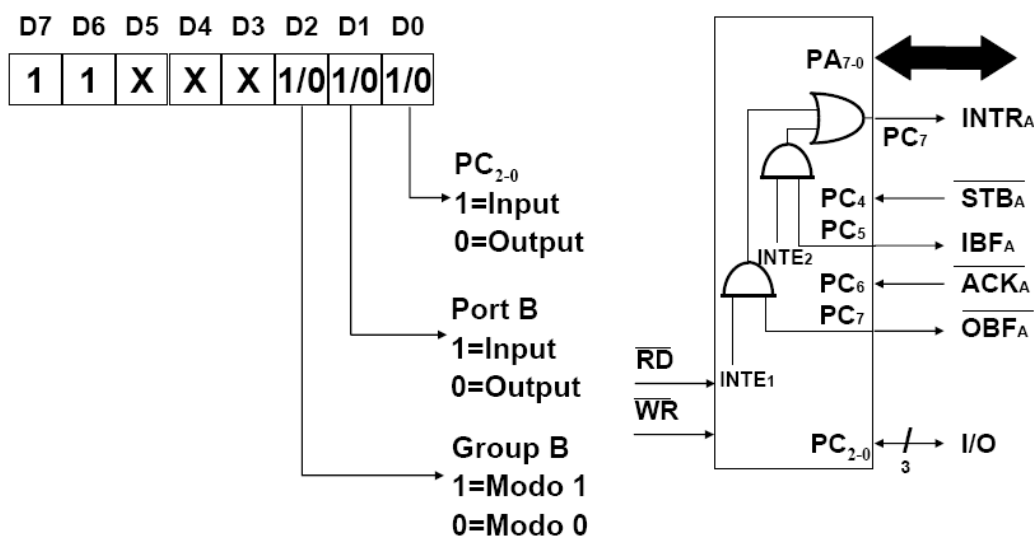 D7 D6 D5 D4 D3 D2 D1 D0
1 1 X X X 1/0 1/0 1/0
PC2-0
1=Input
0=Output
Port B
1=Input
0=Output
Group B
1=Modo 1
0=Modo 0
PA7-0
INTRA
PC7
PC4 STBA
PC5 IBFA
INTE2
PC6 ACKA
PC7 OBFA
RD
INTE1
WR
PC2-0 / I/O
3